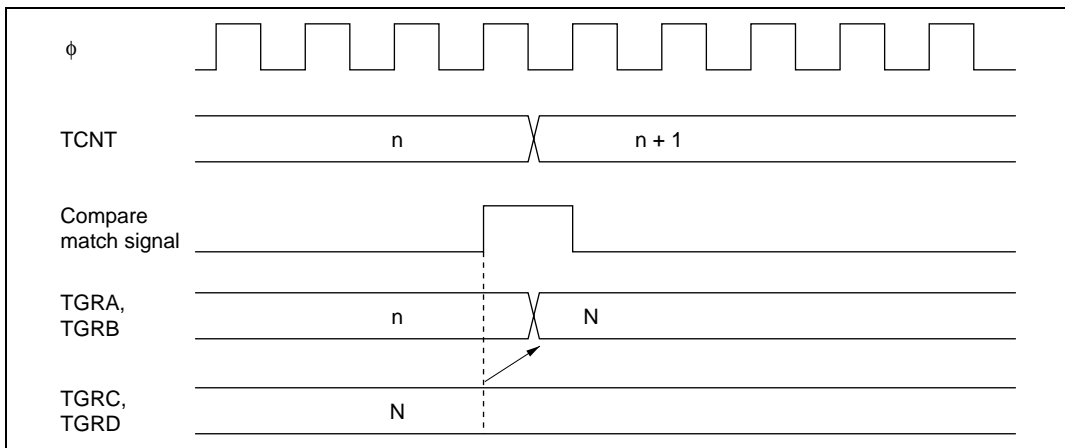 ϕ
TCNT
n
n + 1
Compare
match signal
TGRA,
TGRB
n
N
TGRC,
TGRD
N